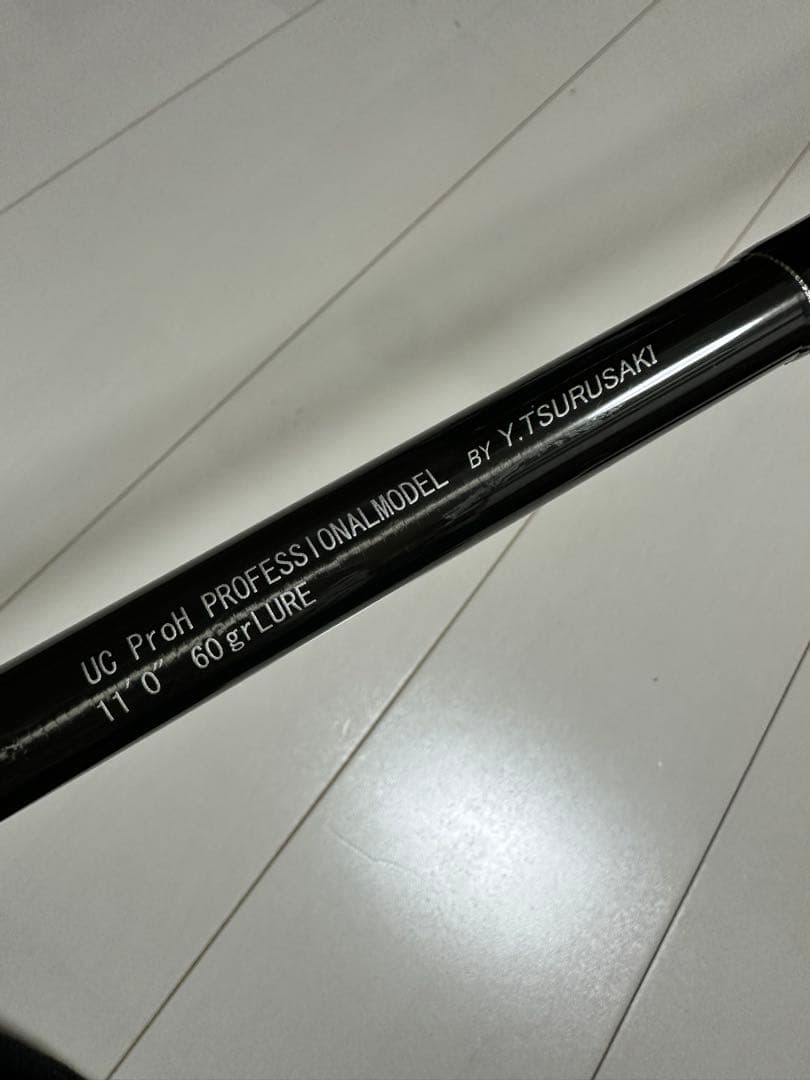 UC ProH PROFESSIONALMODEL BY Y.TSURUSAKI
11'0" 60grLURE